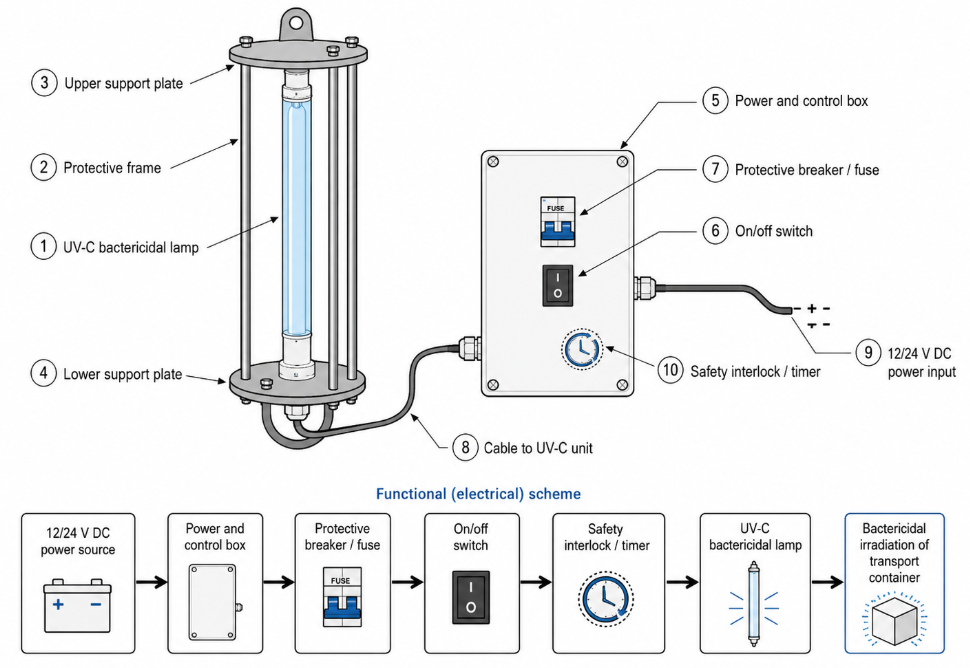 3 Upper support plate
2 Protective frame
1 UV-C bactericidal lamp
4 Lower support plate
5 Power and control box
7 Protective breaker / fuse
FUSE
6 On/off switch
I
O
10 Safety interlock / timer
- + -
+ -
9 12/24 V DC
power input
8 Cable to UV-C unit
Functional (electrical) scheme
12/24 V DC
power source
+ -
Power and
control box
Protective
breaker / fuse
FUSE
On/off
switch
I
O
Safety
interlock / timer
UV-C
bactericidal lamp
Bactericidal
irradiation of
transport
container